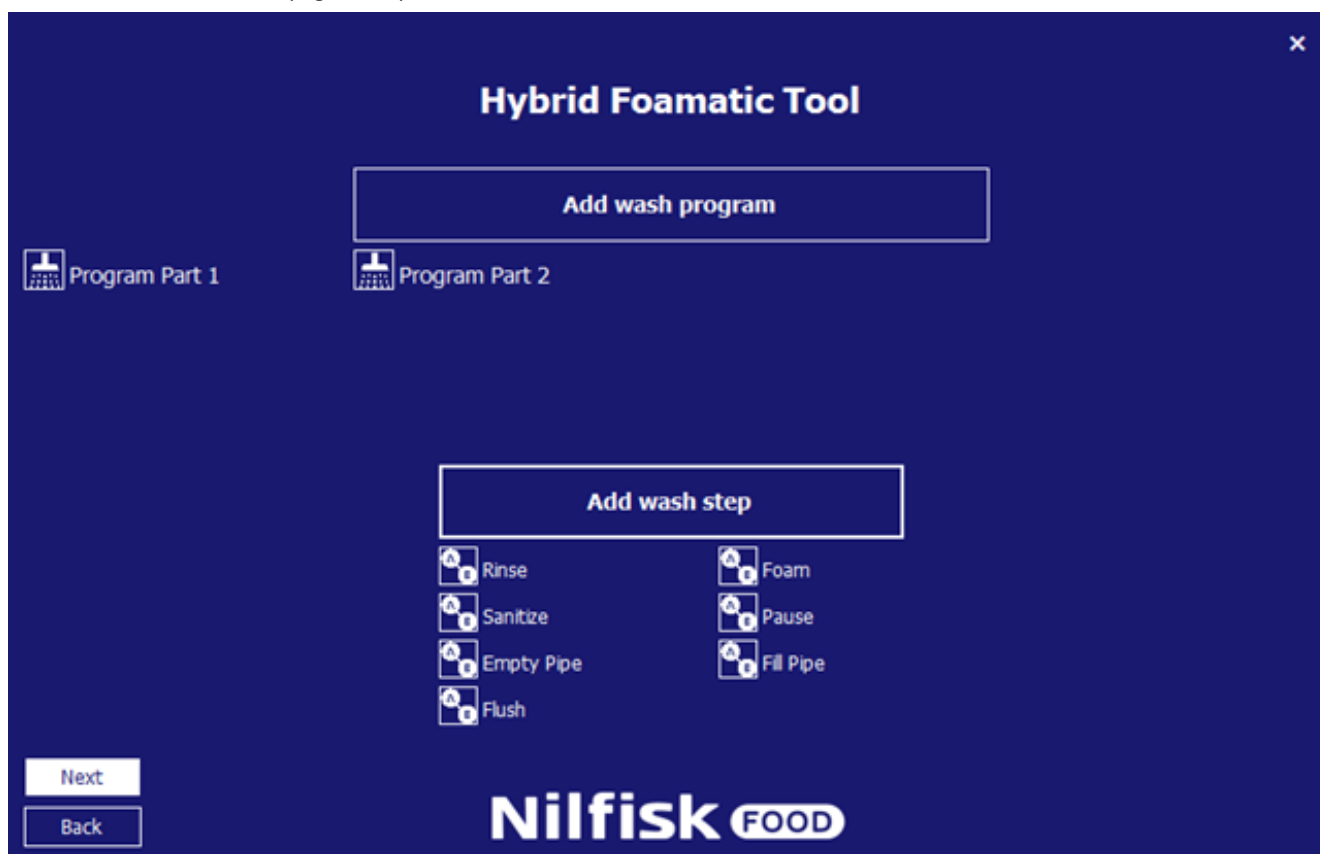 ×
Hybrid Foamatic Tool
Add wash program
Program Part 1 Program Part 2
Add wash step
Rinse Foam
Sanitize Pause
Empty Pipe Fill Pipe
Flush
Next
Back
Nilfisk FOOD